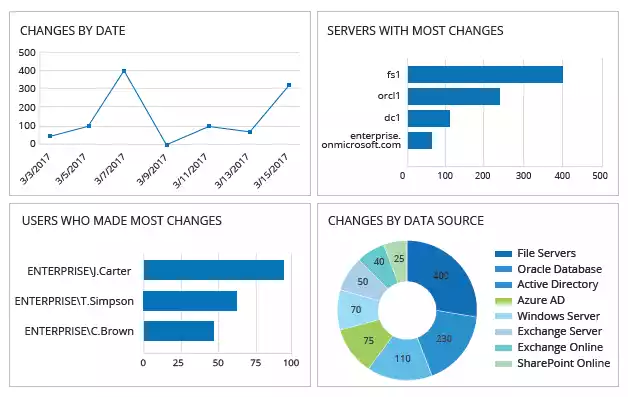 CHANGES BY DATE
500
400
300
200
100
0
3/3/2017
3/5/2017
3/7/2017
3/9/2017
3/11/2017
3/13/2017
3/15/2017
SERVERS WITH MOST CHANGES
fs1
orcl1
dc1
enterprise.
onmicrosoft.com
0
100
200
300
400
500
USERS WHO MADE MOST CHANGES
ENTERPRISE\J.Carter
ENTERPRISE\T.Simpson
ENTERPRISE\C.Brown
0
25
50
75
100
CHANGES BY DATA SOURCE
400
230
110
75
70
50
40
25
File Servers
Oracle Database
Active Directory
Azure AD
Windows Server
Exchange Server
Exchange Online
SharePoint Online